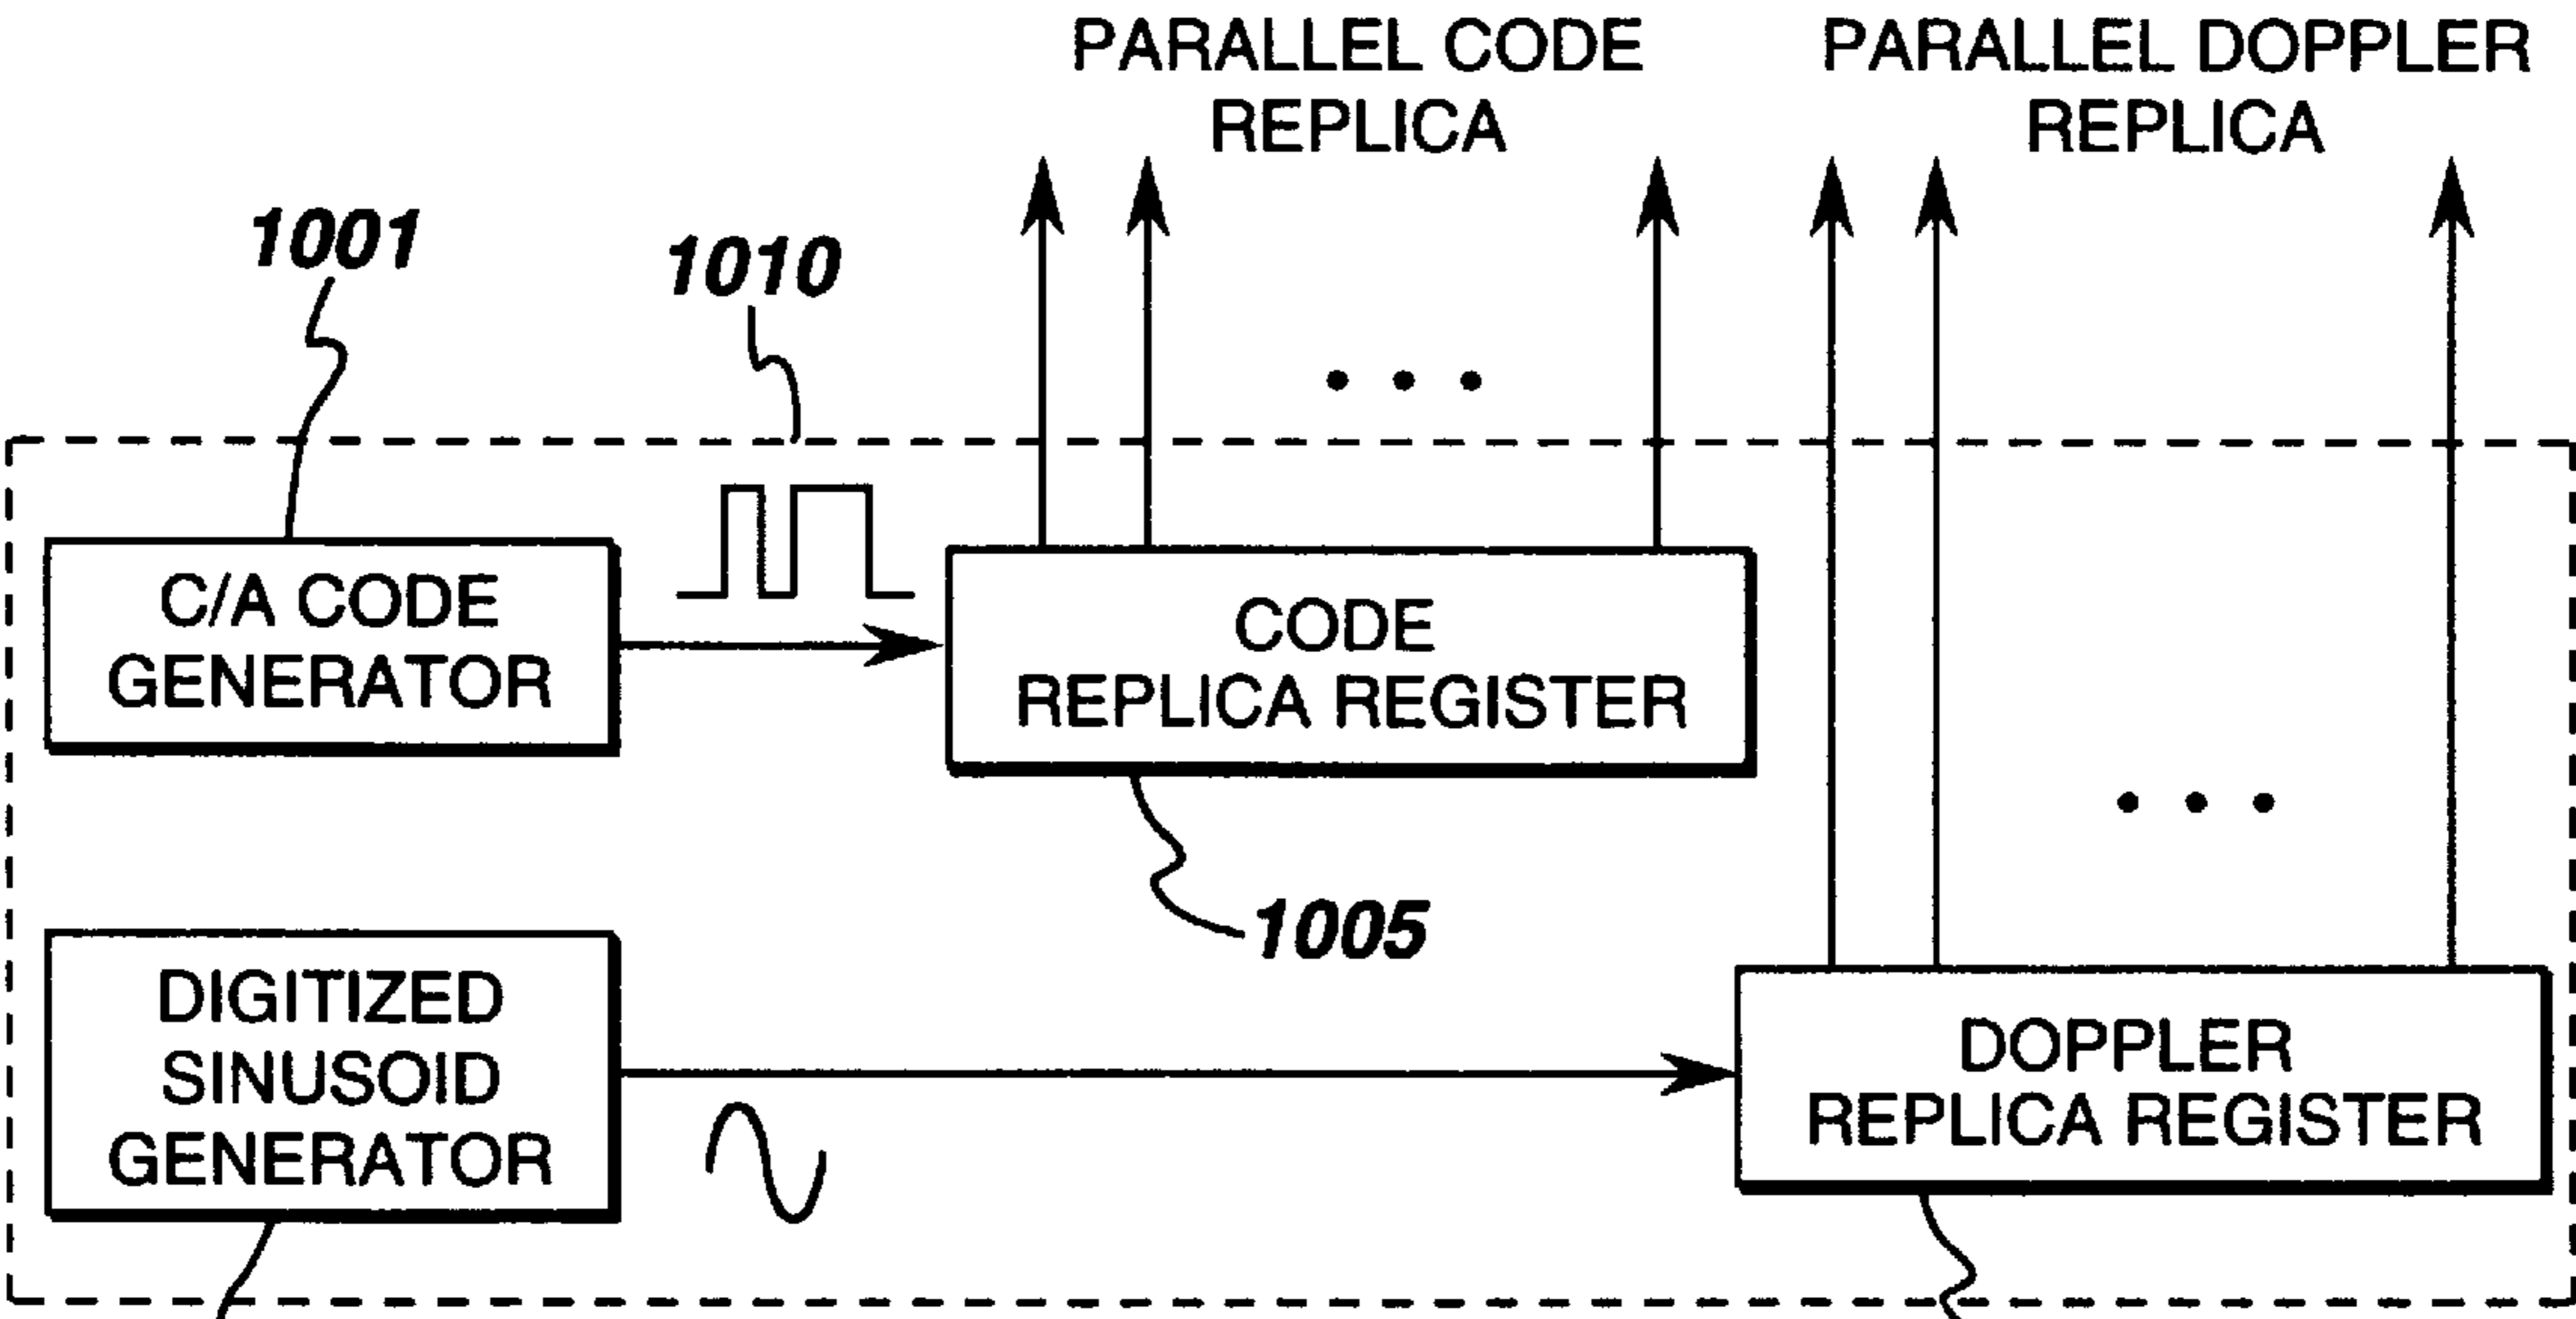 PARALLEL CODE
REPLICA
PARALLEL DOPPLER
REPLICA
1001
1010
C/A CODE
GENERATOR
CODE
REPLICA REGISTER
1005
DIGITIZED
SINUSOID
GENERATOR
DOPPLER
REPLICA REGISTER